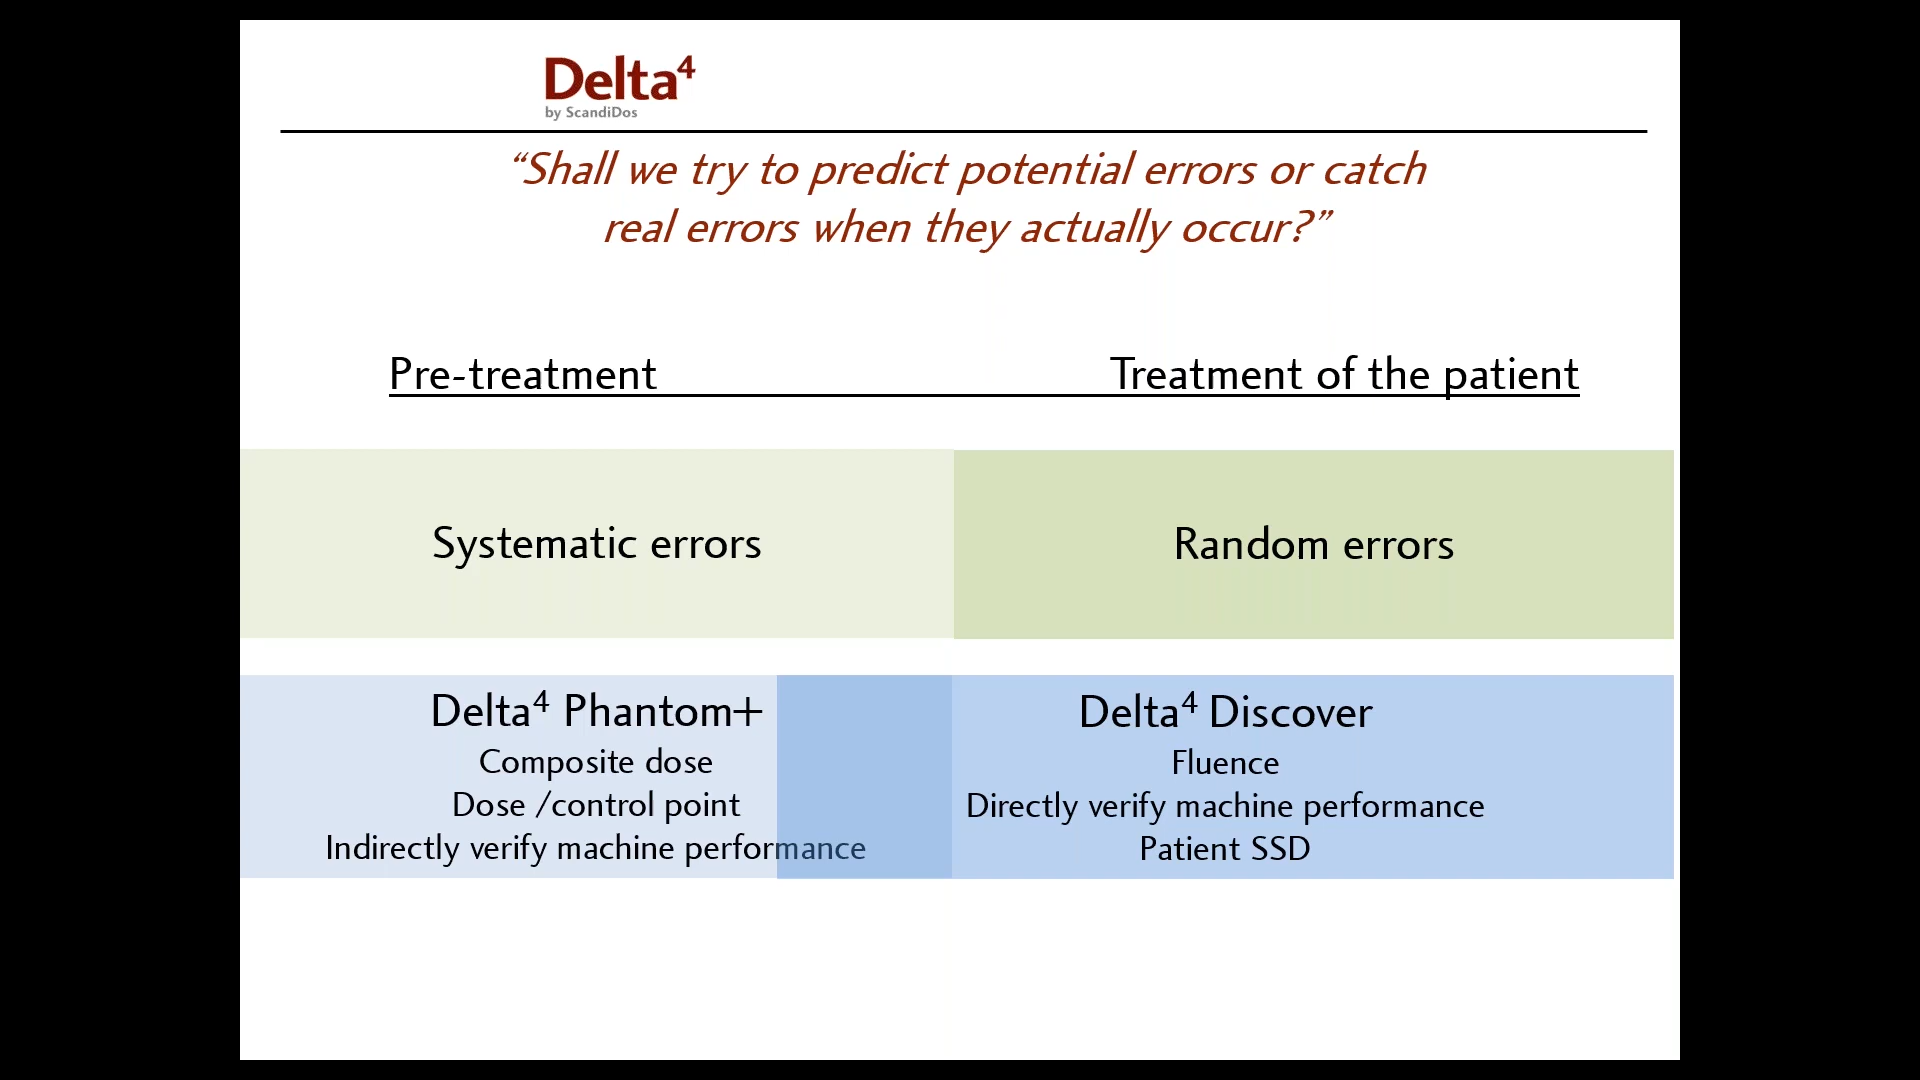 Delta⁴
by ScandiDos
“Shall we try to predict potential errors or catch
real errors when they actually occur?”
Pre-treatment Treatment of the patient
Systematic errors
Random errors
Delta⁴ Phantom+
Composite dose
Dose /control point
Indirectly verify machine performance
Delta⁴ Discover
Fluence
Directly verify machine performance
Patient SSD